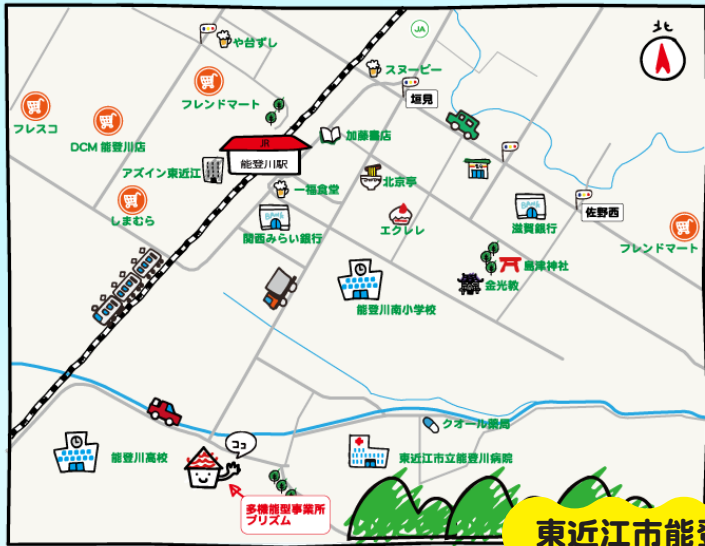 や台ずし
JA
北
スヌーピー
垣見
フレンドマート
フレスコ
DCM 能登川店
加藤書店
JR
能登川駅
アズイン東近江
北京亭
一福食堂
しまむら
BANK
関西みらい銀行
エクレレ
BANK
滋賀銀行
佐野西
フレンドマート
島津神社
金光教
能登川南小学校
クオール薬局
ココ
能登川高校
東近江市立能登川病院
多機能型事業所
プリズム
東近江市能登